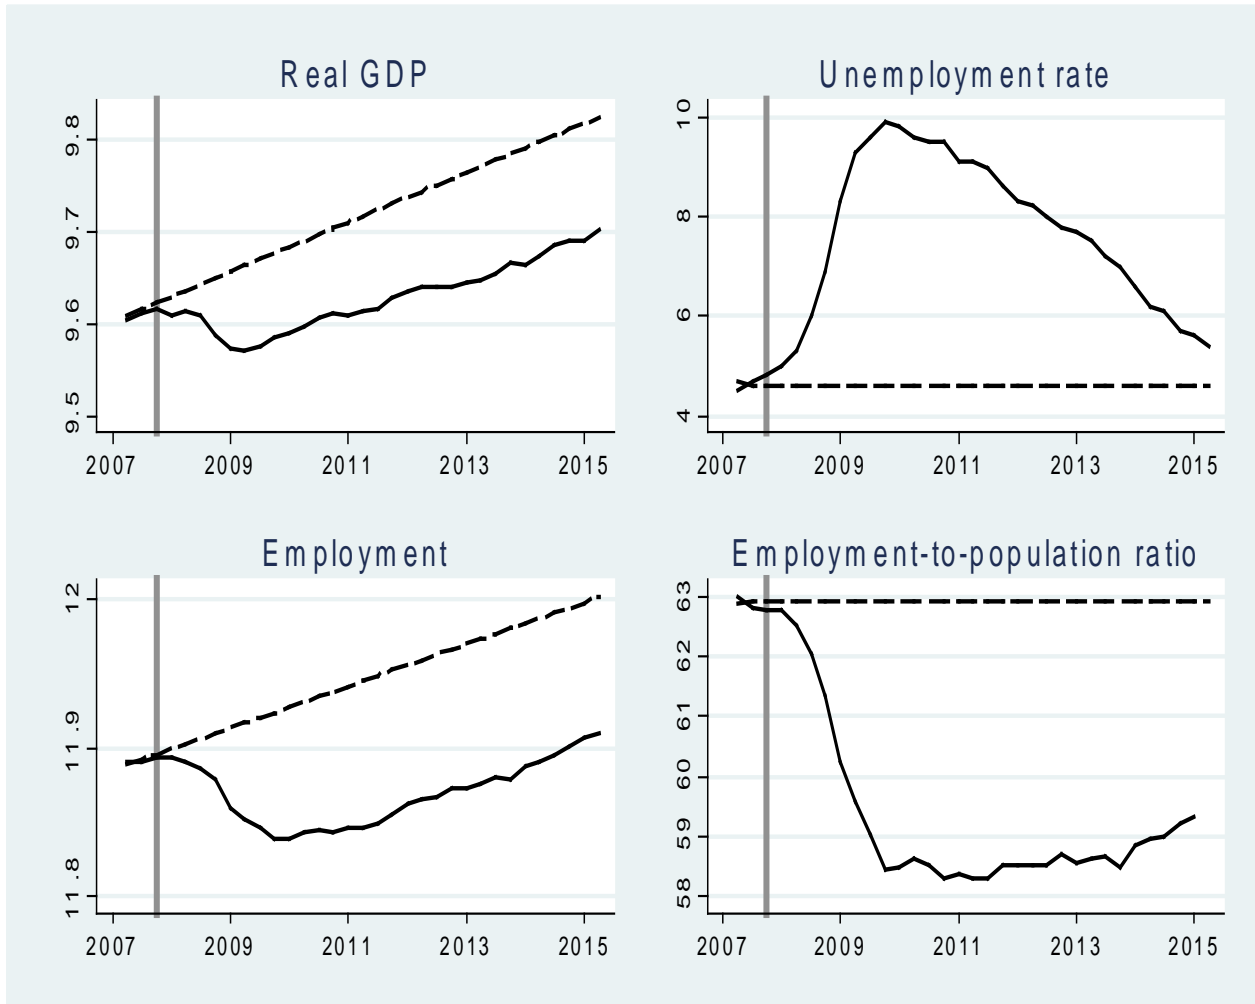 Real GDP
9.8
9.7
9.6
9.5
2007 2009 2011 2013 2015
Unemployment rate
10
8
6
4
2007 2009 2011 2013 2015
Employment
12
11.9
11.8
2007 2009 2011 2013 2015
Employment-to-population ratio
63
62
61
60
59
58
2007 2009 2011 2013 2015